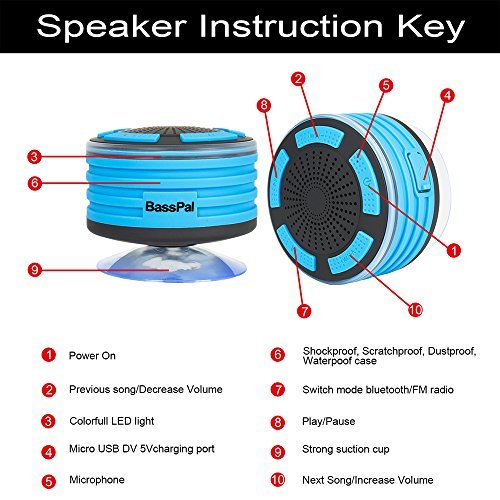 Speaker Instruction Key
2
4
8
5
3
6
BassPal
1
9
7
10
1 Power On
2 Previous song/Decrease Volume
3 Colorfull LED light
4 Micro USB DV 5Vcharging port
5 Microphone
6 Shockproof, Scratchproof, Dustproof,
Waterpoof case
7 Switch mode bluetooth/FM radio
8 Play/Pause
9 Strong suction cup
10 Next Song/Increase Volume